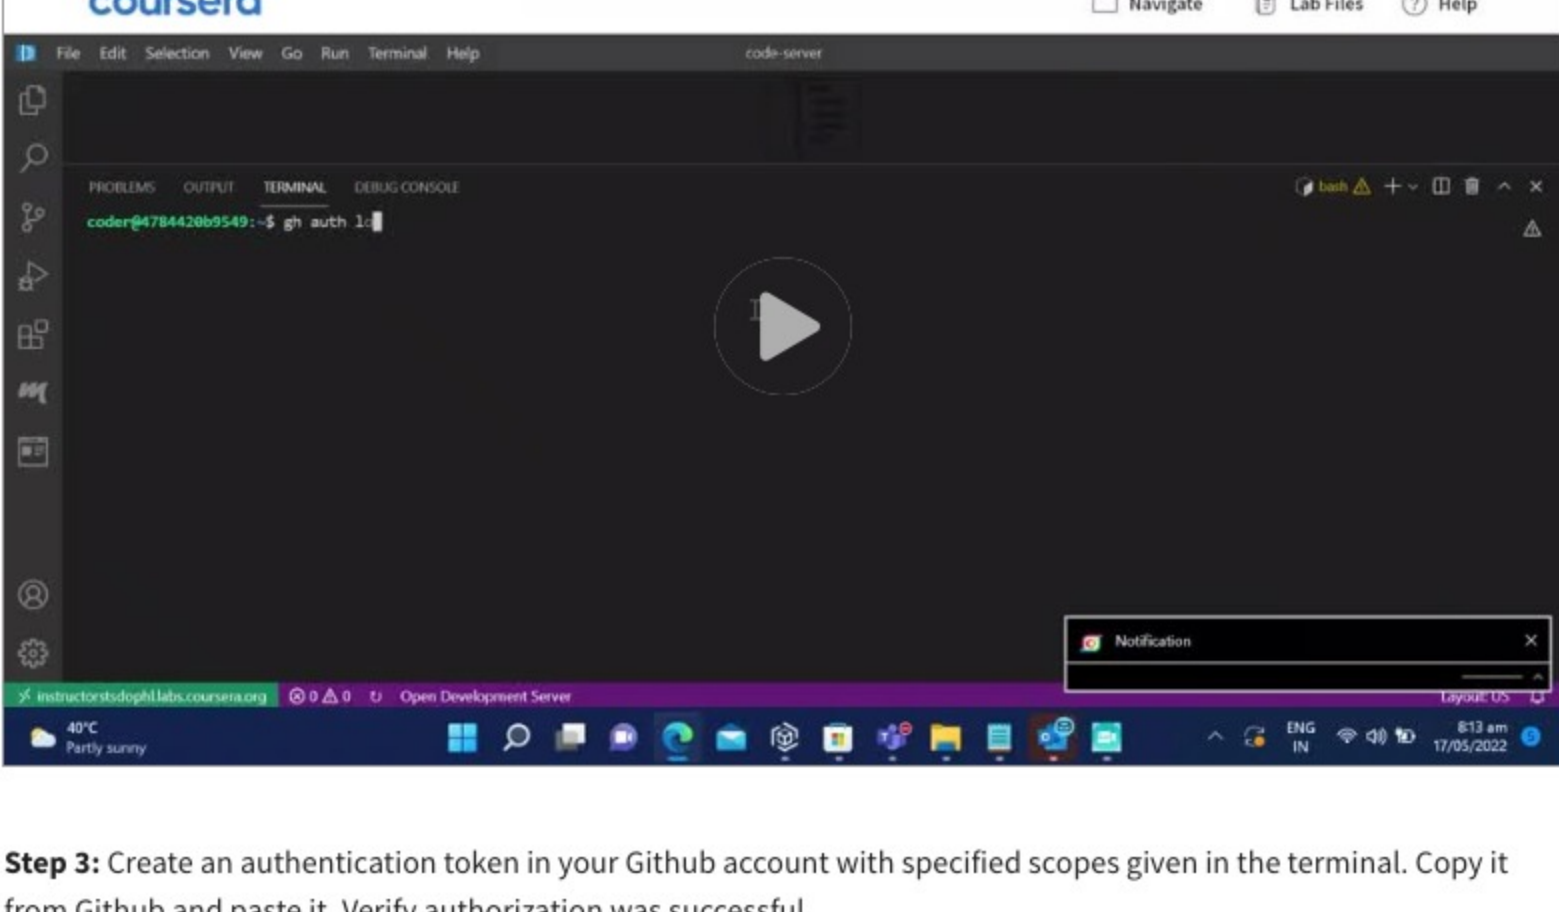 coursera
Navigate Lab Files Help
File Edit Selection View Go Run Terminal Help code-server
PROBLEMS OUTPUT TERMINAL DEBUG CONSOLE bash
coder@4784420b9549:~$ gh auth lo
Notification
instructorstsdophl.labs.coursera.org 0 0 Open Development Server Layout: US
40°C ENG 8:13 am
Partly sunny IN 17/05/2022
Step 3: Create an authentication token in your Github account with specified scopes given in the terminal. Copy it
from Github and paste it. Verify authorization was successful